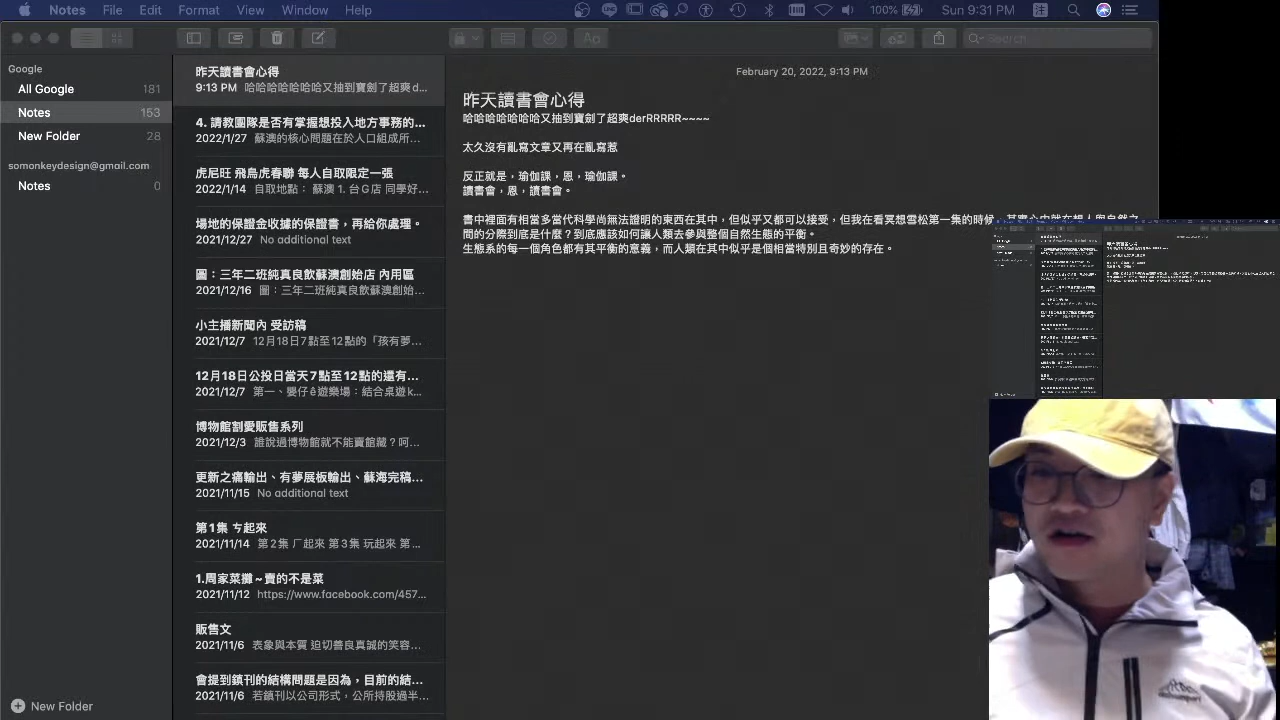 Notes File Edit Format View Window Help 100% Sun 9:31 PM
Aa Search
Google
All Google 181
Notes 153
New Folder 28
somonkeydesign@gmail.com
Notes 0
New Folder
昨天讀書會心得
9:13 PM 哈哈哈哈哈哈哈又抽到寶劍了超爽d...
4. 請教團隊是否有掌握想投入地方事務的...
2022/1/27 蘇澳的核心問題在於人口組成所...
虎尼旺 飛鳥虎春聯 每人自取限定一張
2022/1/14 自取地點： 蘇澳 1. 台G店 同學好...
場地的保證金收據的保證書，再給你處理。
2021/12/27 No additional text
圖：三年二班純真復歡蘇澳創始店 內用區
2021/12/16 圖：三年二班純真復歡蘇澳創始...
小主播新聞內 受訪稿
2021/12/7 12月18日7點至12點的「孩有夢...
12月18日公投日當天7點至12點的還有...
2021/12/7 第一、要仔@遊樂場：結合桌遊k...
博物館割愛販售系列
2021/12/3 誰說過博物館就不能賣館藏？呵...
更新之痛輸出、有夢展板輸出、蘇海完稿...
2021/11/15 No additional text
第1集 ㄘ起來
2021/11/14 第2集 ㄏ起來 第3集 玩起來 第...
1.周家菜攤~賣的不是菜
2021/11/12 https://www.facebook.com/457...
販售文
2021/11/6 表象與本質 迫切善良真誠的笑容...
會提到鎮刊的結構問題是因為，目前的結...
2021/11/6 若鎮刊以公司形式，公所持股過半...
February 20, 2022, 9:13 PM
昨天讀書會心得
哈哈哈哈哈哈哈又抽到寶劍了超爽derRRRRR~~~~
太久沒有亂寫文章又再在亂寫惹
反正就是，瑜伽課，恩，瑜伽課。
讀書會，恩，讀書會。
書中裡面有相當多當代科學尚無法證明的東西在其中，但似乎又都可以接受，但我在看冥想雪松第一集的時候，其實心中就在想人與自然之
間的分際到底是什麼？到底應該如何讓人類去參與整個自然生態的平衡。
生態系的每一個角色都有其平衡的意義，而人類在其中似乎是個相當特別且奇妙的存在。